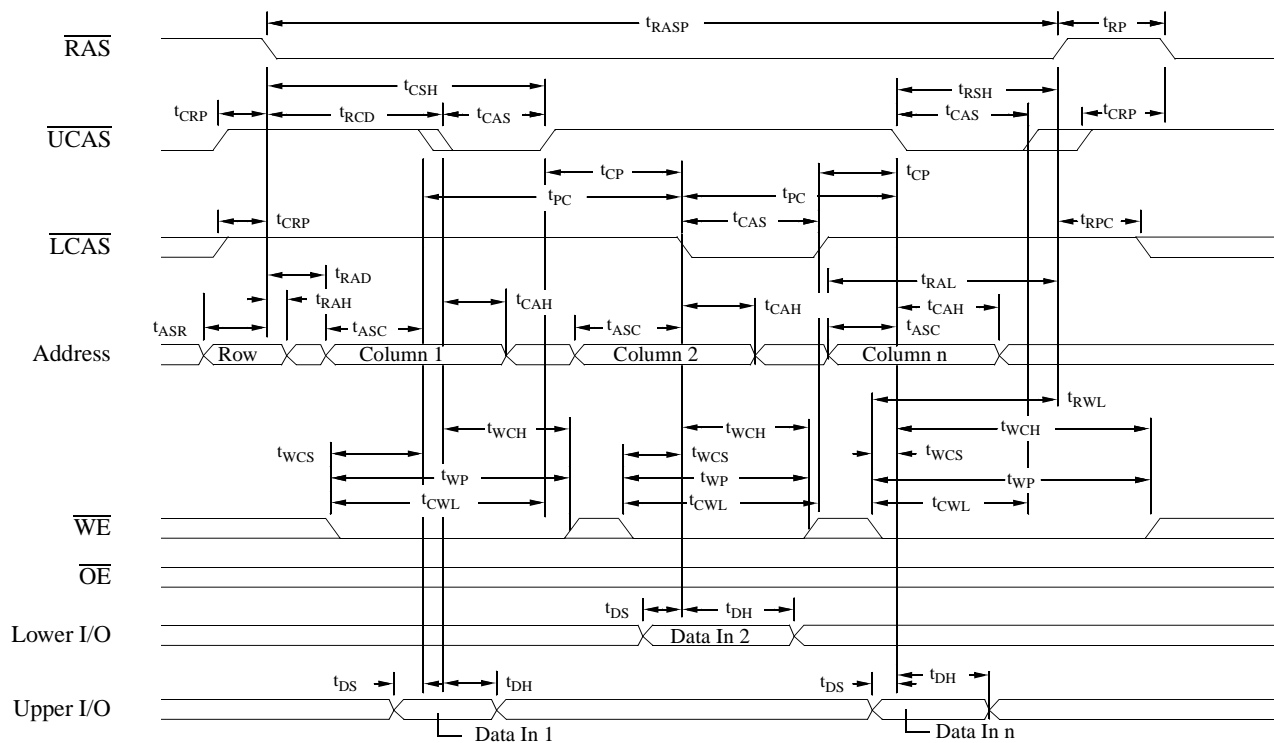 tRASP
tRP
RAS
tCSH
tRSH
tCRP
tRCD
tCAS
tCAS
tCRP
UCAS
tCP
tCP
tPC
tPC
tCRP
tCAS
tRPC
LCAS
tRAD
tRAL
tRAH
tCAH
tCAH
tCAH
tASR
tASC
tASC
tASC
Address
Row
Column 1
Column 2
Column n
tRWL
tWCH
tWCH
tWCH
tWCS
tWCS
tWCS
tWP
tWP
tWP
tCWL
tCWL
tCWL
WE
OE
tDS
tDH
Lower I/O
Data In 2
tDS
tDH
tDS
tDH
Upper I/O
Data In 1
Data In n